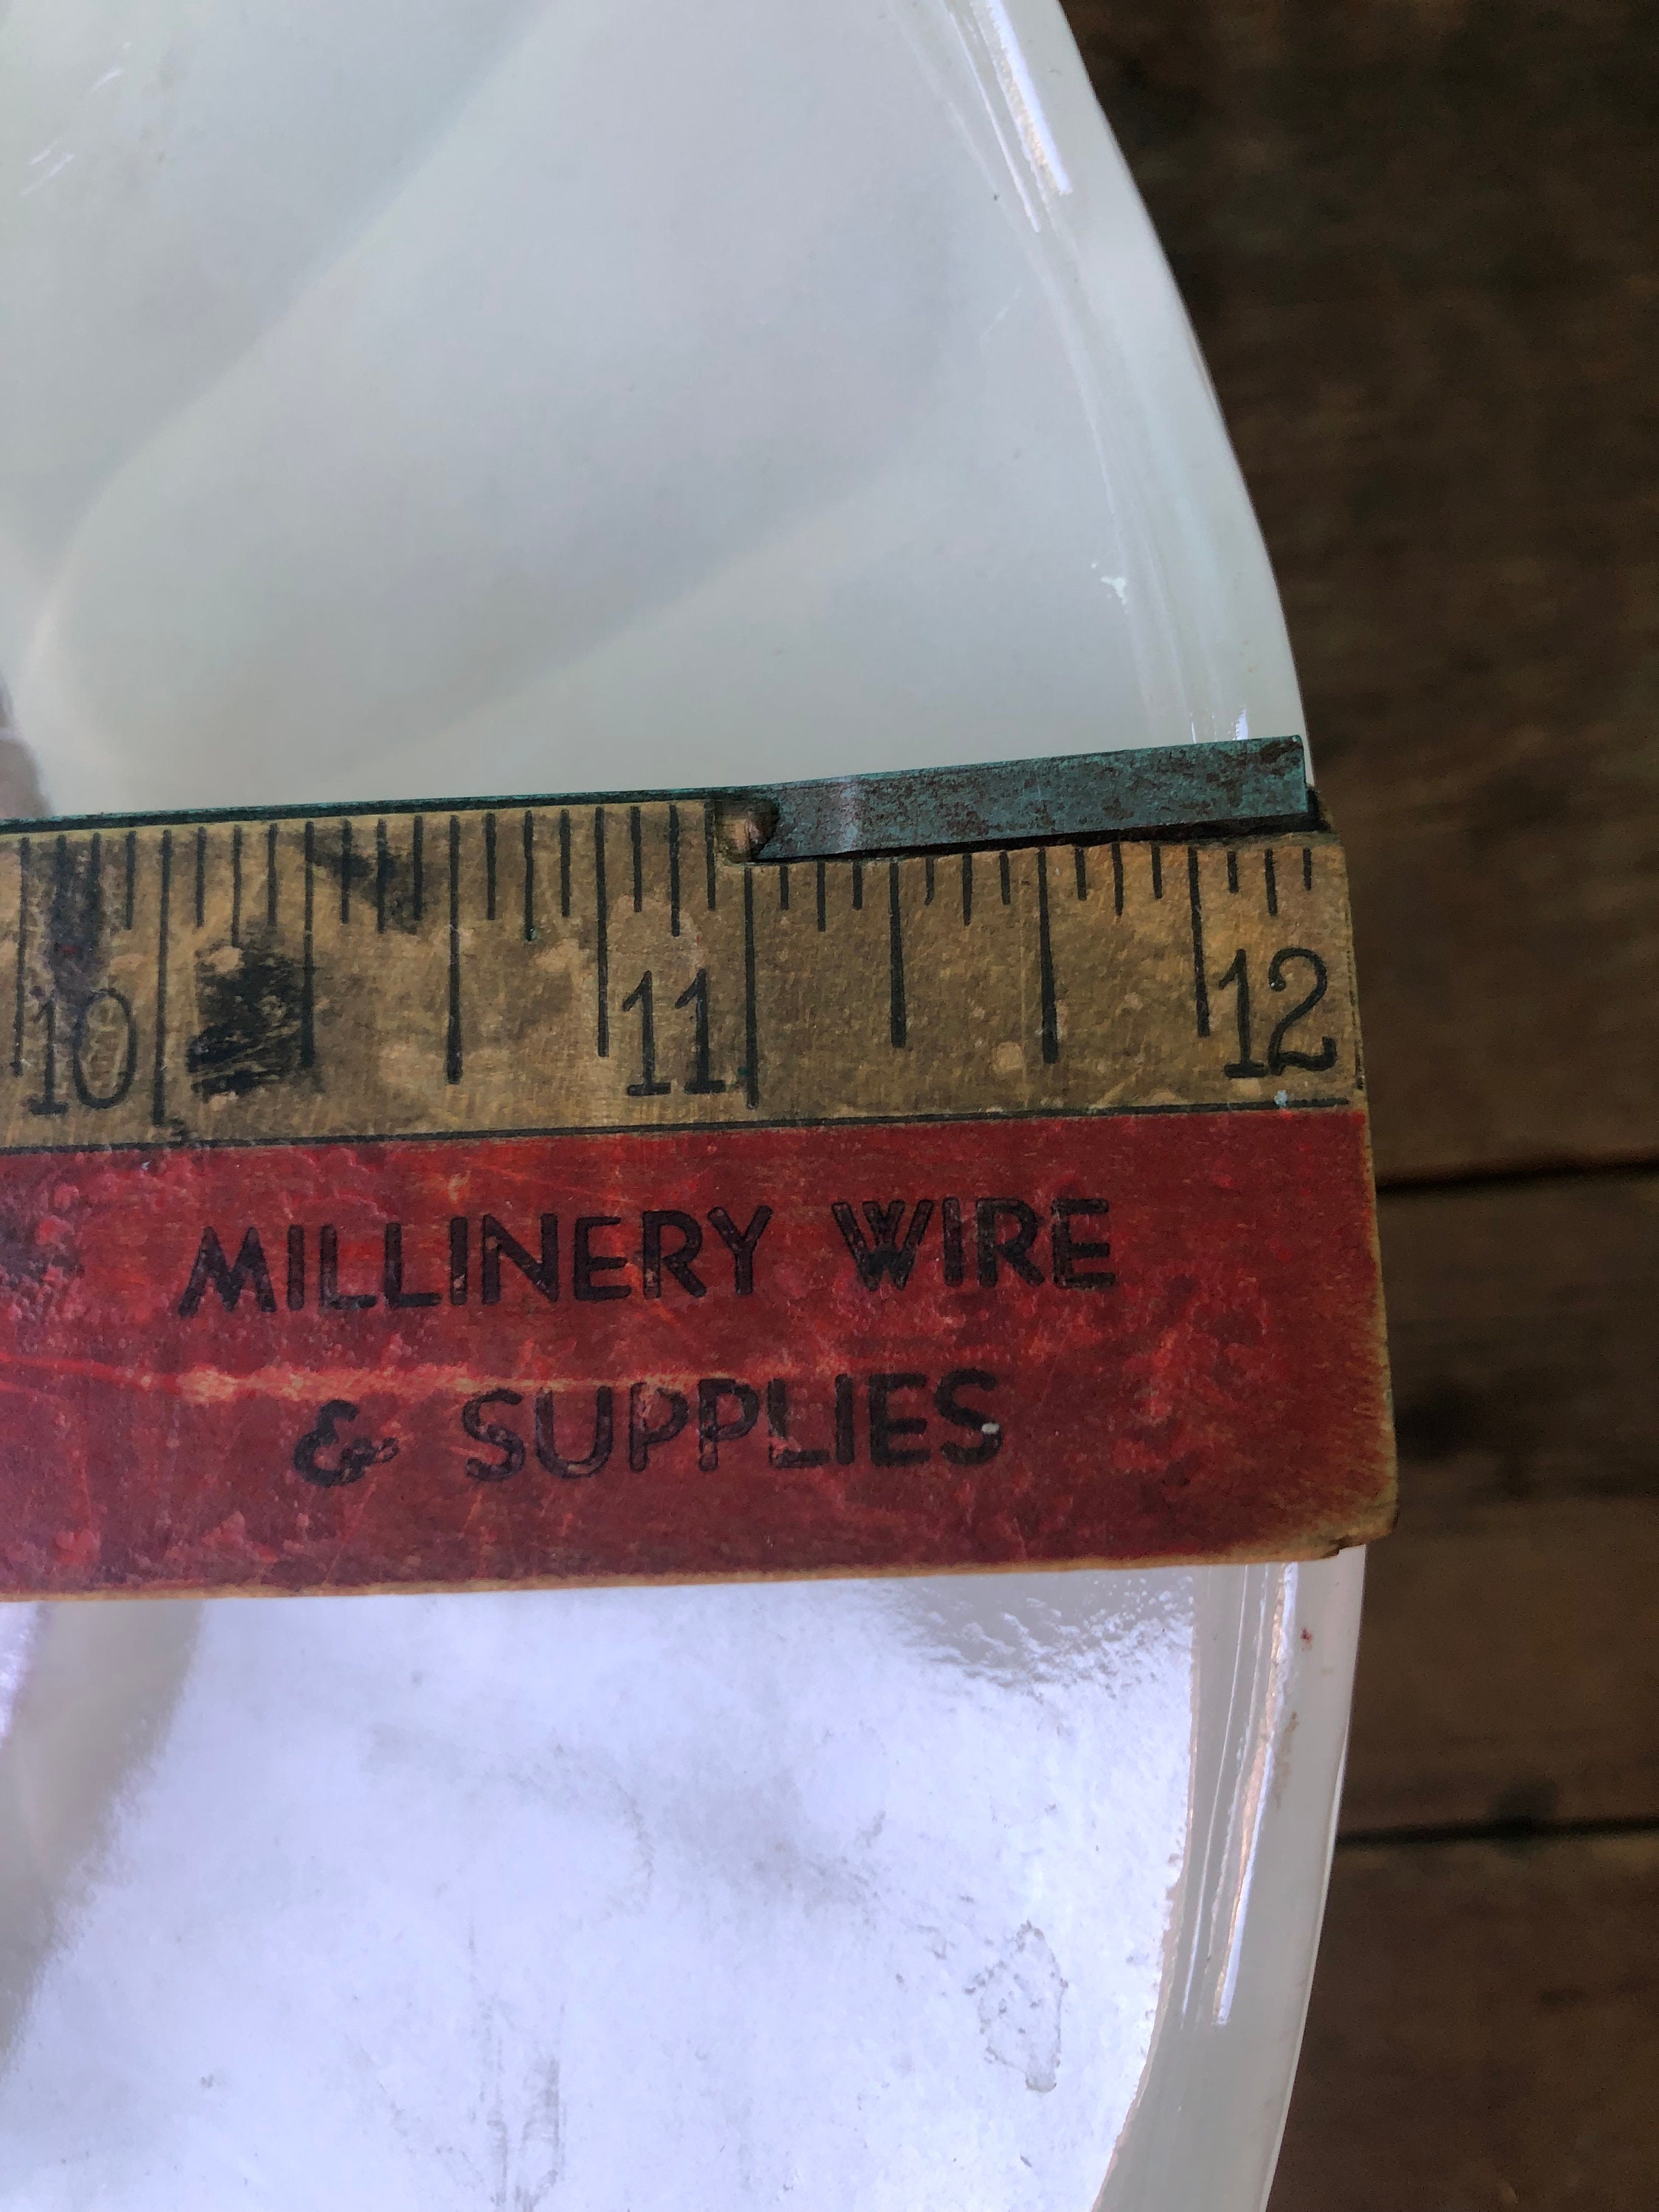 10 11 12
MILLINERY WIRE
& SUPPLIES